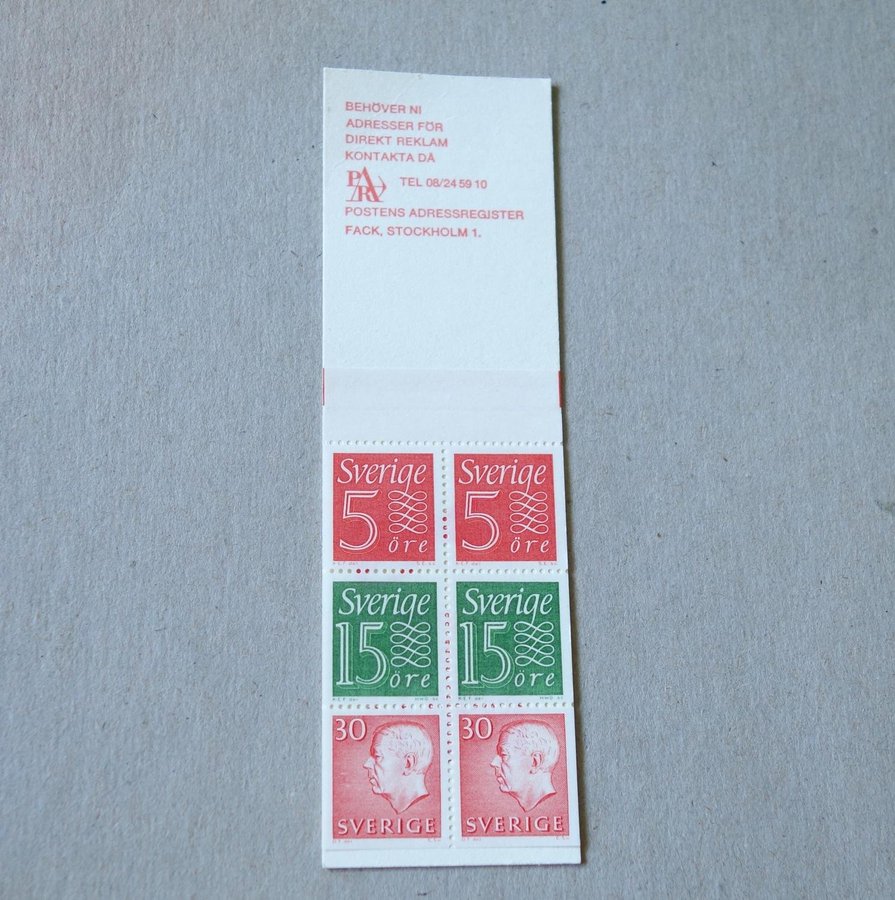 BEHÖVER NI
ADRESSER FÖR
DIREKT REKLAM
KONTAKTA DÅ
PAR TEL 08/24 59 10
POSTENS ADRESSREGISTER
FACK, STOCKHOLM 1.
Sverige Sverige
5 5
öre öre
Sverige Sverige
15 15
öre öre
30 30
SVERIGE SVERIGE